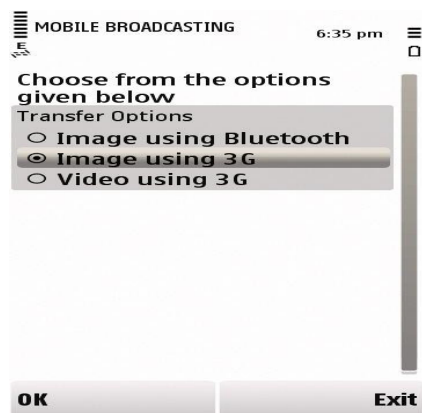 MOBILE BROADCASTING
6:35 pm
E
Choose from the options
given below
Transfer Options
Image using Bluetooth
Image using 3G
Video using 3G
OK
Exit